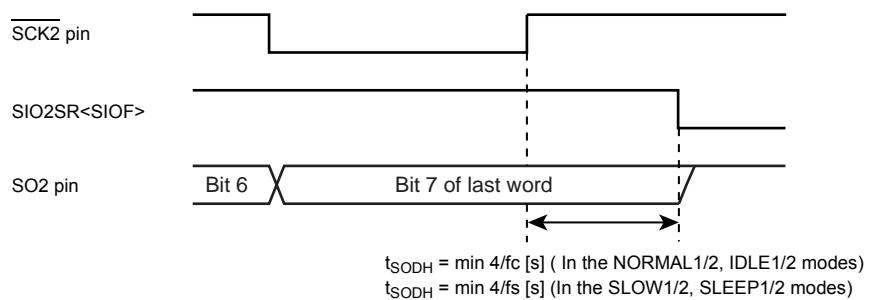 SCK2 pin
SIO2SR<SIOF>
SO2 pin Bit 6 Bit 7 of last word
tSODH = min 4/fc [s] ( In the NORMAL1/2, IDLE1/2 modes)
tSODH = min 4/fs [s] (In the SLOW1/2, SLEEP1/2 modes)